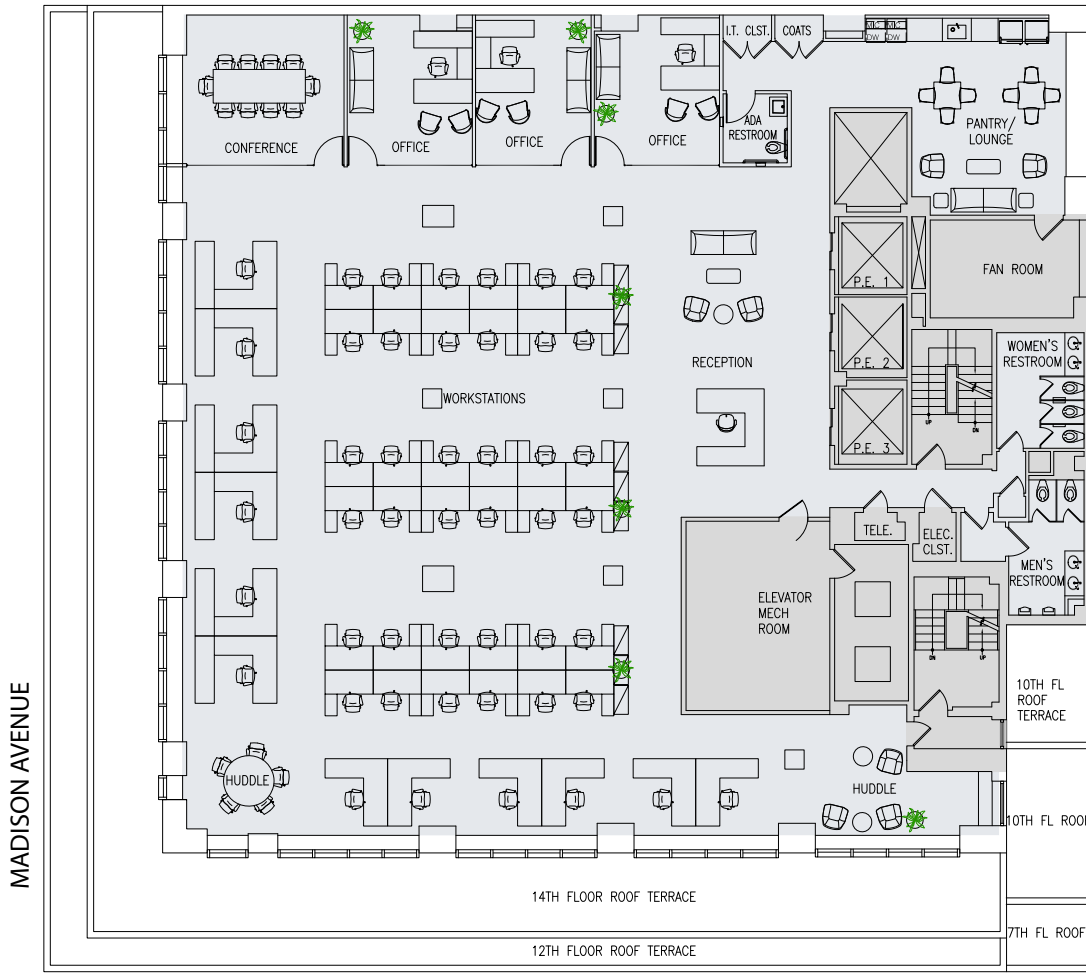 I.T. CLST.
COATS
MIC
DW
MIC
DW
ADA
RESTROOM
PANTRY/
LOUNGE
CONFERENCE
OFFICE
OFFICE
OFFICE
FAN ROOM
P.E. 1
WOMEN'S
RESTROOM
P.E. 2
RECEPTION
WORKSTATIONS
UP
DN
P.E. 3
TELE.
ELEC.
CLST.
MEN'S
RESTROOM
ELEVATOR
MECH
ROOM
DN
UP
10TH FL
ROOF
TERRACE
MADISON AVENUE
HUDDLE
HUDDLE
10TH FL ROOF
14TH FLOOR ROOF TERRACE
7TH FL ROOF
12TH FLOOR ROOF TERRACE